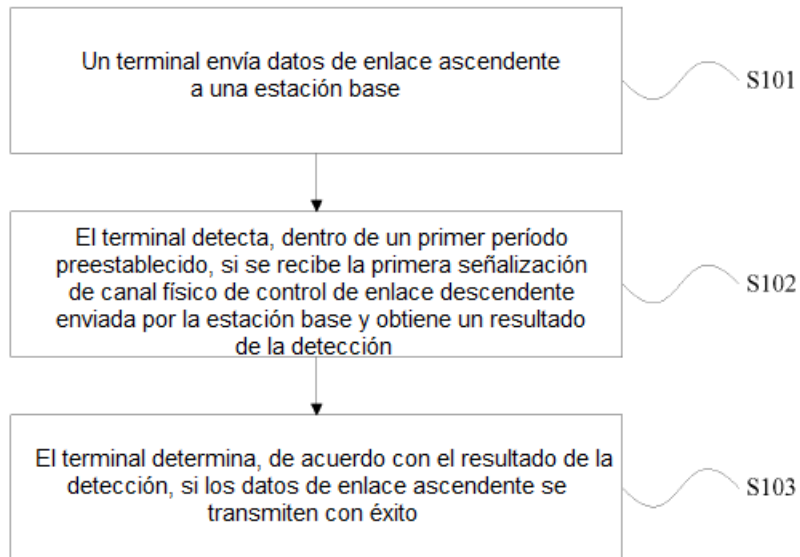 Un terminal envía datos de enlace ascendente
a una estación base
S101
El terminal detecta, dentro de un primer período
preestablecido, si se recibe la primera señalización
de canal físico de control de enlace descendente
enviada por la estación base y obtiene un resultado
de la detección
S102
El terminal determina, de acuerdo con el resultado de la
detección, si los datos de enlace ascendente se
transmiten con éxito
S103